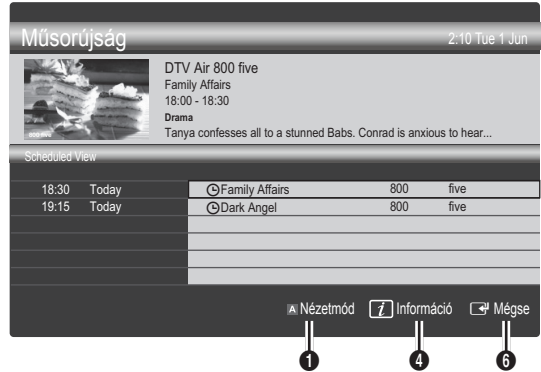 Műsorújság 2:10 Tue 1 Jun
DTV Air 800 five
Family Affairs
18:00 - 18:30
Drama
Tanya confesses all to a stunned Babs. Conrad is anxious to hear...
800 five
Scheduled View
18:30 Today Family Affairs 800 five
19:15 Today Dark Angel 800 five
A Nézetmód i Információ Mégse
1 4 6